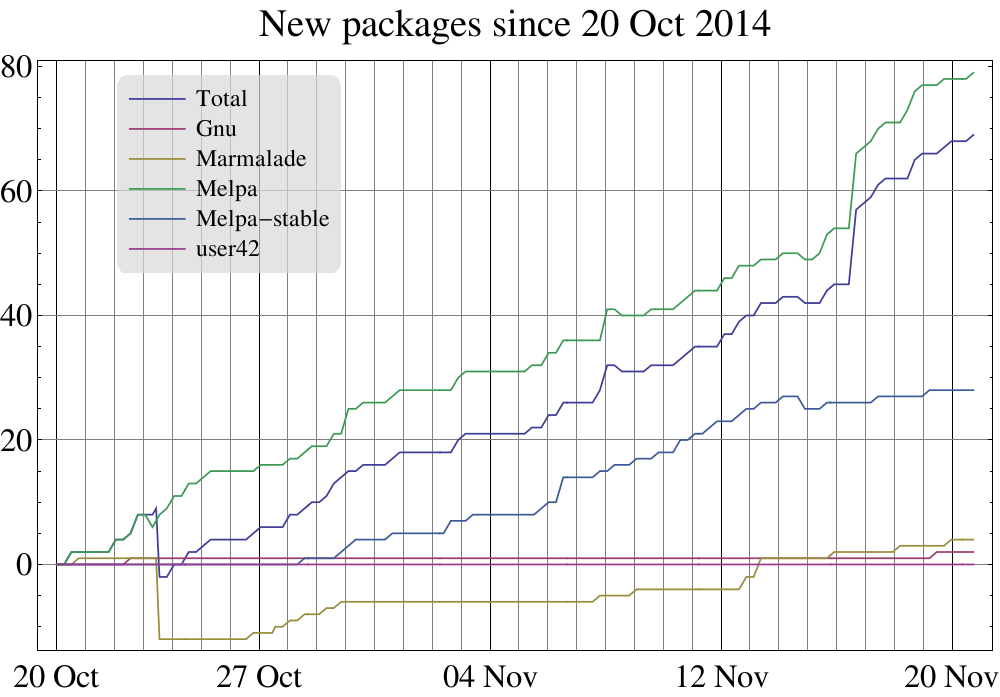 New packages since 20 Oct 2014
80
60
40
20
0
Total
Gnu
Marmalade
Melpa
Melpa−stable
user42
20 Oct 27 Oct 04 Nov 12 Nov 20 Nov